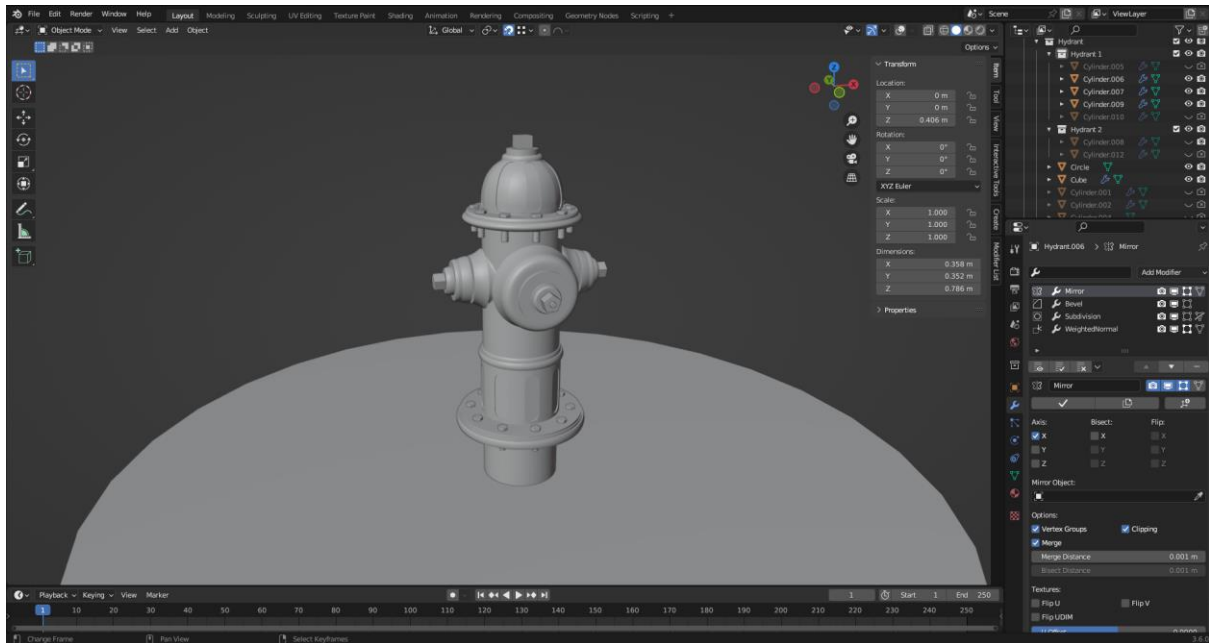 File Edit Render Window Help Layout Modeling Sculpting UV Editing Texture Paint Shading Animation Rendering Compositing Geometry Nodes Scripting + Scene ViewLayer
Object Mode View Select Add Object Global
Options
Transform
Location:
X 0 m
Y 0 m
Z 0.406 m
Rotation:
X 0°
Y 0°
Z 0°
XYZ Euler
Scale:
X 1.000
Y 1.000
Z 1.000
Dimensions:
X 0.358 m
Y 0.352 m
Z 0.786 m
Properties
Item
Tool
View
Interactive Tools
Create
Modifier List
X
Y
Z
Hydrant
Hydrant 1
Cylinder.005
Cylinder.006
Cylinder.007
Cylinder.009
Cylinder.010
Hydrant 2
Cylinder.008
Cylinder.012
Circle
Cube
Cylinder.001
Cylinder.002
Hydrant.006 > Mirror
Add Modifier
Mirror
Bevel
Subdivision
WeightedNormal
Mirror
Axis: Bisect: Flip:
X X X
Y Y Y
Z Z Z
Mirror Object:
Options:
Vertex Groups Clipping
Merge
Merge Distance 0.001 m
Bisect Distance 0.001 m
Textures:
Flip U Flip V
Flip UDIM
Playback Keying View Marker 1 Start 1 End 250
1 10 20 30 40 50 60 70 80 90 100 110 120 130 140 150 160 170 180 190 200 210 220 230 240 250
Change Frame Pan View Select Keyframes